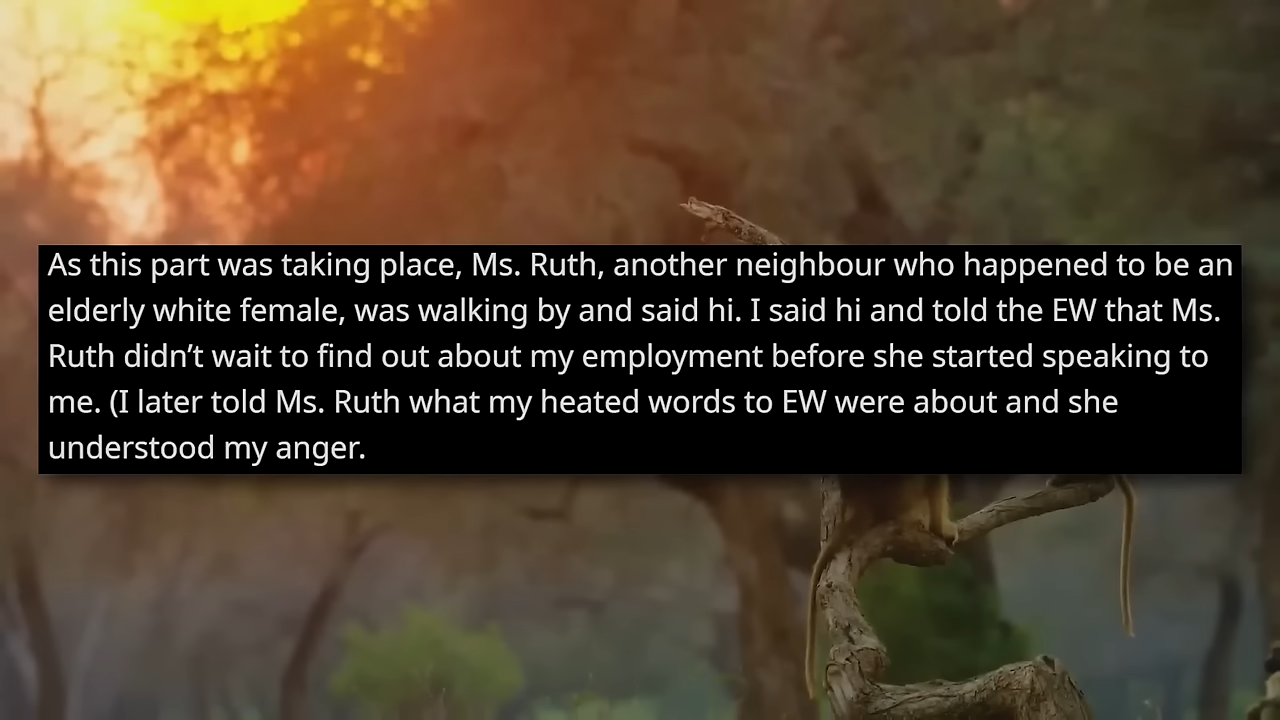 As this part was taking place, Ms. Ruth, another neighbour who happened to be an
elderly white female, was walking by and said hi. I said hi and told the EW that Ms.
Ruth didn’t wait to find out about my employment before she started speaking to
me. (I later told Ms. Ruth what my heated words to EW were about and she
understood my anger.